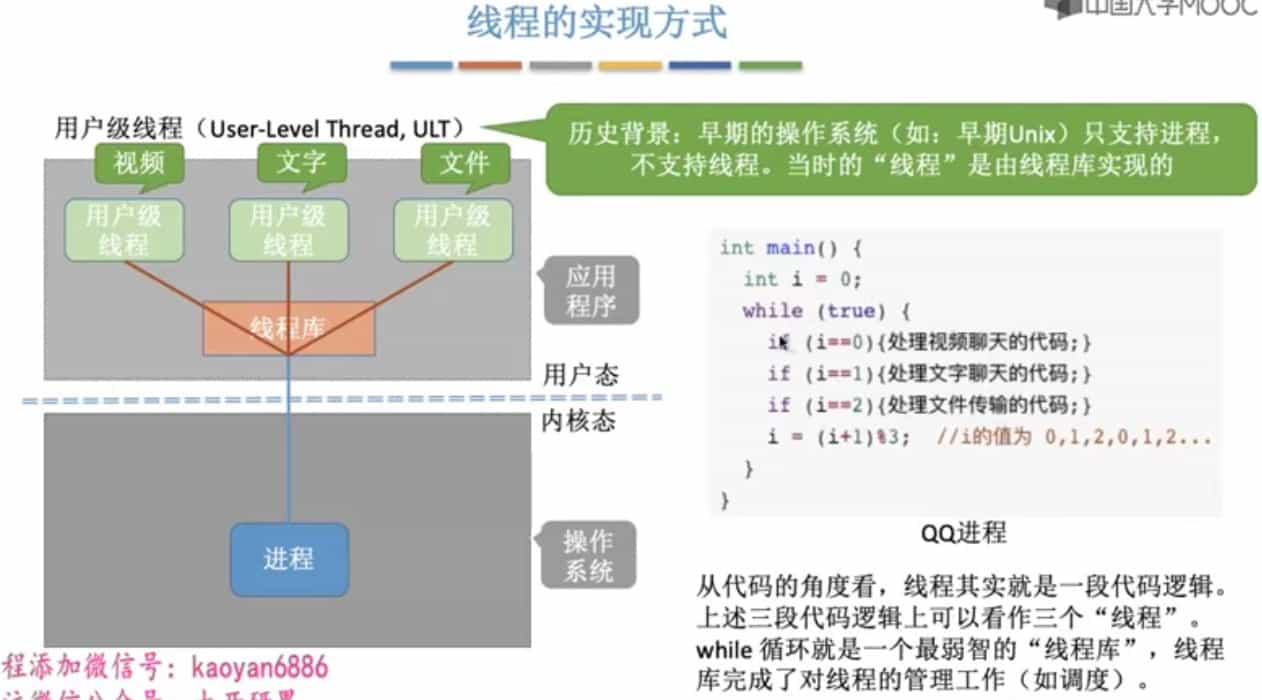 中国大学MOOC
线程的实现方式
用户级线程（User-Level Thread, ULT）
历史背景：早期的操作系统（如：早期Unix）只支持进程，
不支持线程。当时的“线程”是由线程库实现的
视频
文字
文件
用户级
线程
用户级
线程
用户级
线程
线程库
应用
程序
用户态
内核态
进程
操作
系统
int main() {
int i = 0;
while (true) {
if (i==0){处理视频聊天的代码;}
if (i==1){处理文字聊天的代码;}
if (i==2){处理文件传输的代码;}
i = (i+1)%3; //i的值为 0,1,2,0,1,2...
}
}
QQ进程
从代码的角度看，线程其实就是一段代码逻辑。
上述三段代码逻辑上可以看作三个“线程”。
while 循环就是一个最弱智的“线程库”，线程
库完成了对线程的管理工作（如调度）。
程添加微信号：kaoyan6886